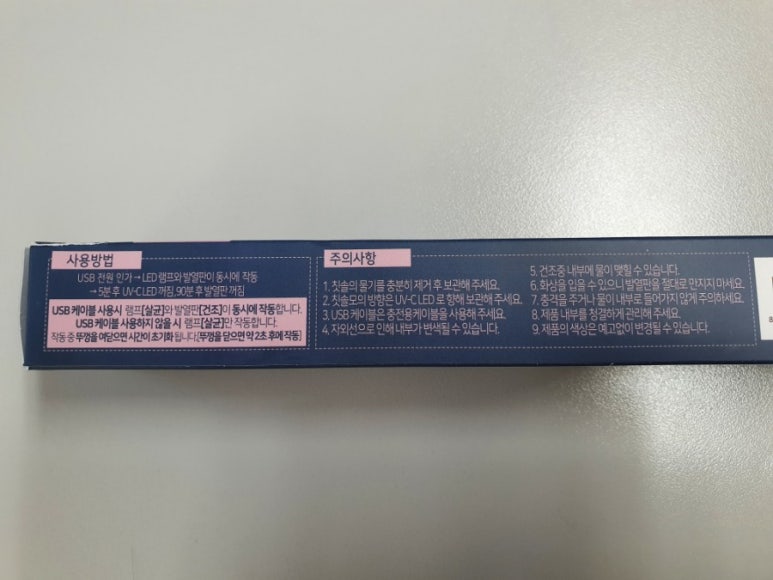 사용방법
USB 전원 인가 → LED 램프와 발열판이 동시에 작동
→ 5분 후 UV-C LED 꺼짐, 90분 후 발열판 꺼짐
USB 케이블 사용시 램프[살균]와 발열판[건조]이 동시에 작동합니다.
USB 케이블 사용하지 않을 시 램프[살균]만 작동합니다.
작동 중 뚜껑을 여닫으면 시간이 초기화 됩니다[뚜껑을 닫으면 약 2초 후에 작동]
주의사항
1. 칫솔의 물기를 충분히 제거 후 보관해 주세요.
2. 칫솔모의 방향은 UV-C LED 로 향해 보관해 주세요.
3. USB 케이블은 충전용케이블을 사용해 주세요.
4. 자외선으로 인해 내부가 변색될 수 있습니다.
5. 건조중 내부에 물이 맺힐 수 있습니다.
6. 화상을 입을 수 있으니 발열판을 절대로 만지지 마세요.
7. 충격을 주거나 물이 내부로 들어가지 않게 주의하세요.
8. 제품 내부를 청결하게 관리해 주세요.
9. 제품의 색상은 예고없이 변경될 수 있습니다.
8